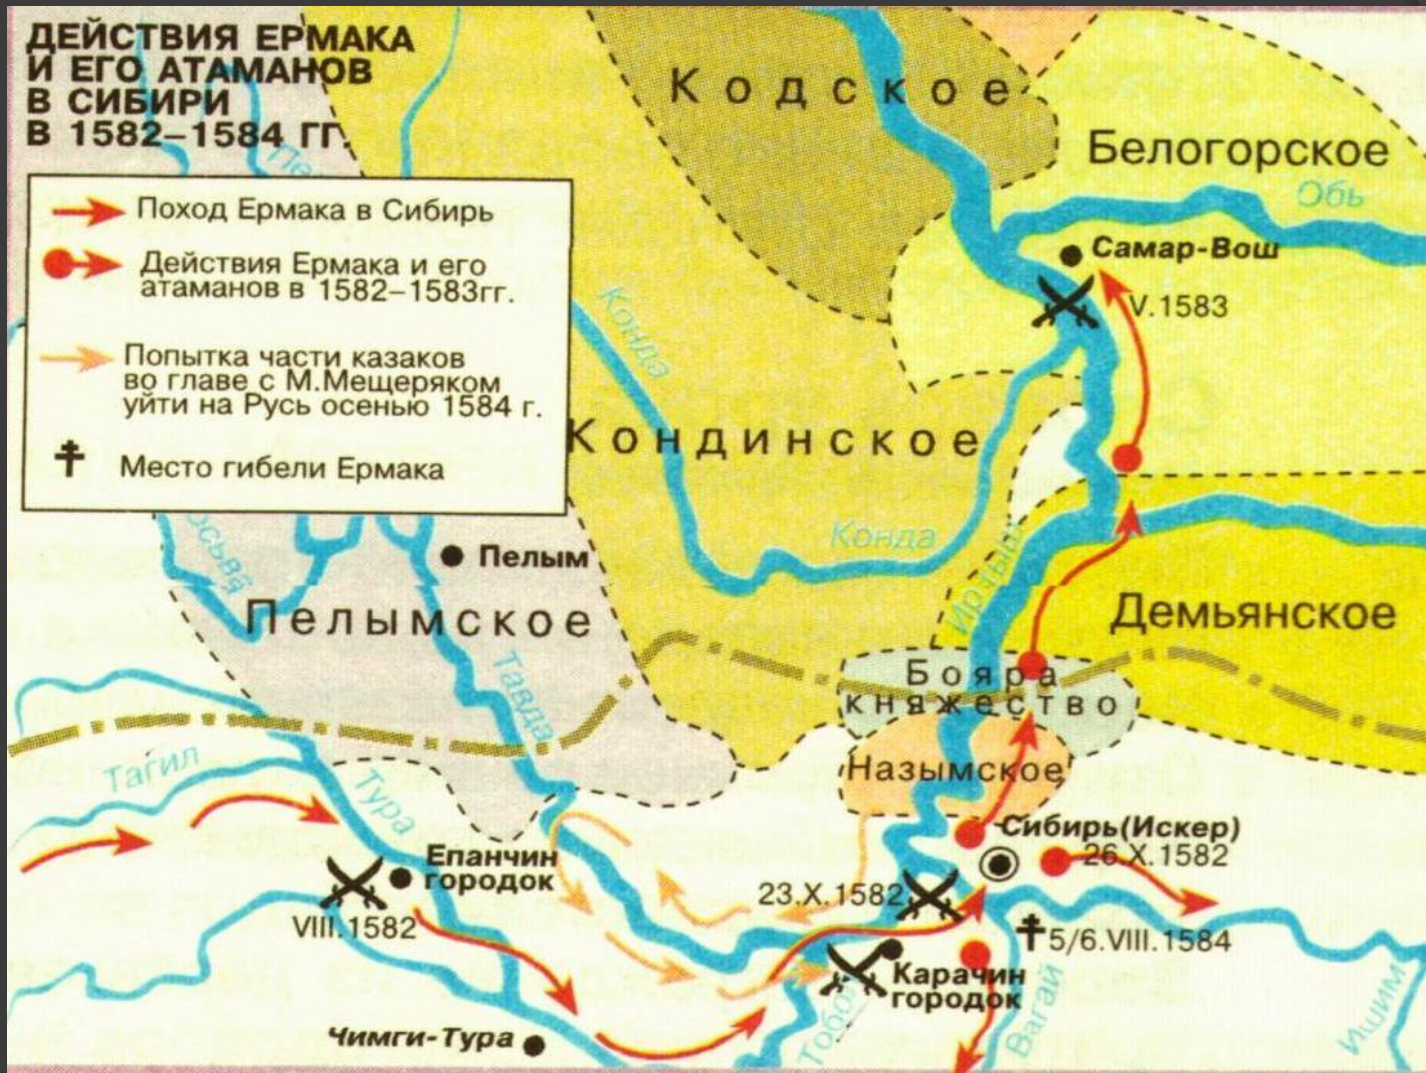 ДЕЙСТВИЯ ЕРМАКА
И ЕГО АТАМАНОВ
В СИБИРИ
В 1582–1584 ГГ.
Поход Ермака в Сибирь
Действия Ермака и его
атаманов в 1582–1583гг.
Попытка части казаков
во главе с М.Мещеряком
уйти на Русь осенью 1584 г.
Место гибели Ермака
Кодское
Белогорское
Обь
Самар-Вош
V.1583
Конда
Кондинское
Конда
Иртыш
Пелым
Пелымское
Тавда
Демьянское
Бояра
княжество
Назымское
Тагил
Тура
Епанчин
городок
VIII.1582
Сибирь(Искер)
26.X.1582
23.X.1582
5/6.VIII.1584
Карачин
городок
Чимги-Тура
Вагай
Ишим